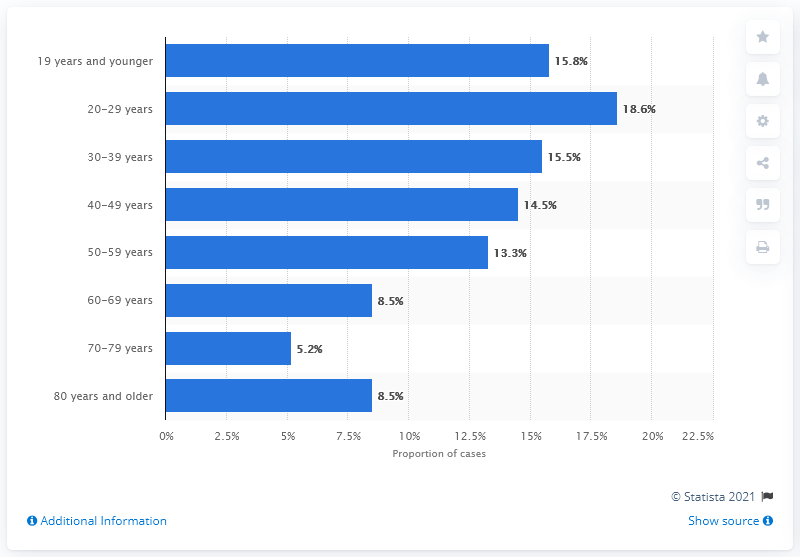 19 years and younger 15.8%
20-29 years 18.6%
30-39 years 15.5%
40-49 years 14.5%
50-59 years 13.3%
60-69 years 8.5%
70-79 years 5.2%
80 years and older 8.5%
0% 2.5% 5% 7.5% 10% 12.5% 15% 17.5% 20% 22.5%
Proportion of cases
© Statista 2021
Additional Information Show source